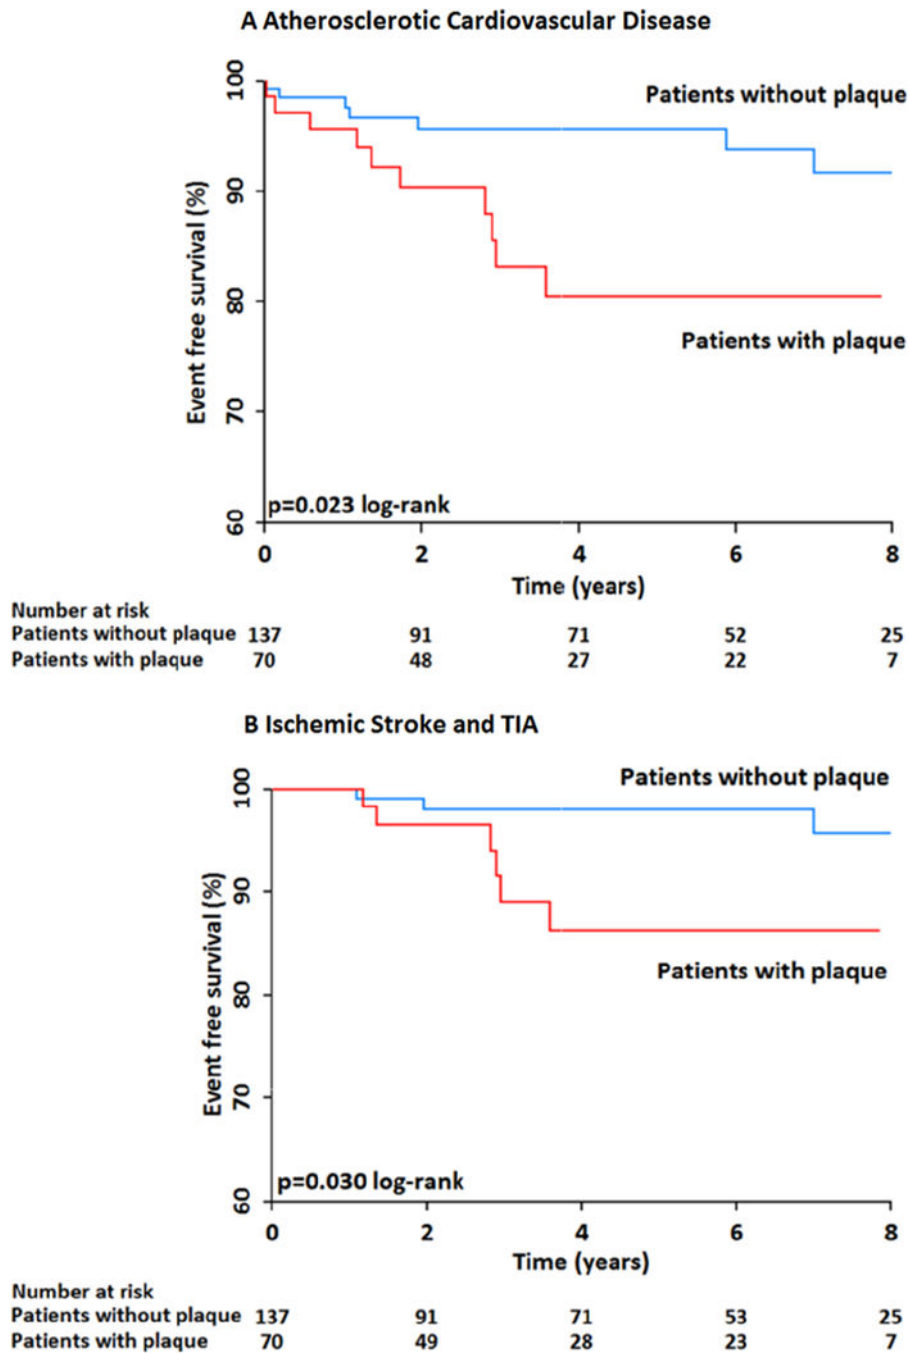 A Atherosclerotic Cardiovascular Disease
100
90
80
70
60
Event free survival (%)
Patients without plaque
Patients with plaque
p=0.023 log-rank
0 2 4 6 8
Time (years)
Number at risk
Patients without plaque 137 91 71 52 25
Patients with plaque 70 48 27 22 7
B Ischemic Stroke and TIA
100
90
80
70
60
Event free survival (%)
Patients without plaque
Patients with plaque
p=0.030 log-rank
0 2 4 6 8
Time (years)
Number at risk
Patients without plaque 137 91 71 53 25
Patients with plaque 70 49 28 23 7